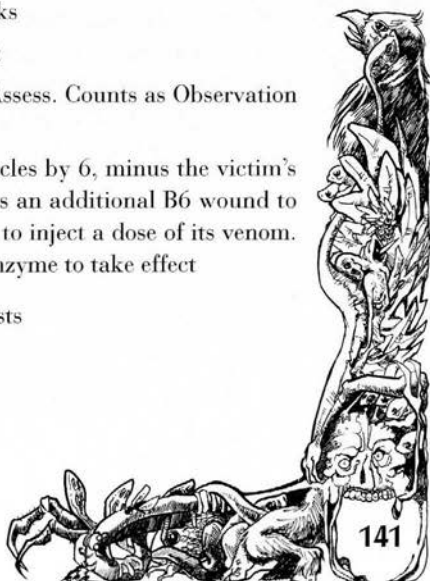 ks
Assess. Counts as Observation
cles by 6, minus the victim's
s an additional B6 wound to
to inject a dose of its venom.
nzyme to take effect
sts
141